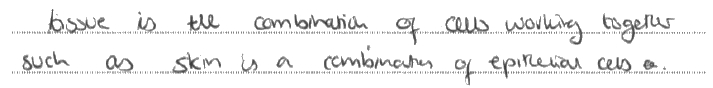 tissue is the combination of cells working together
such as skin is a combination of epithelial cells.